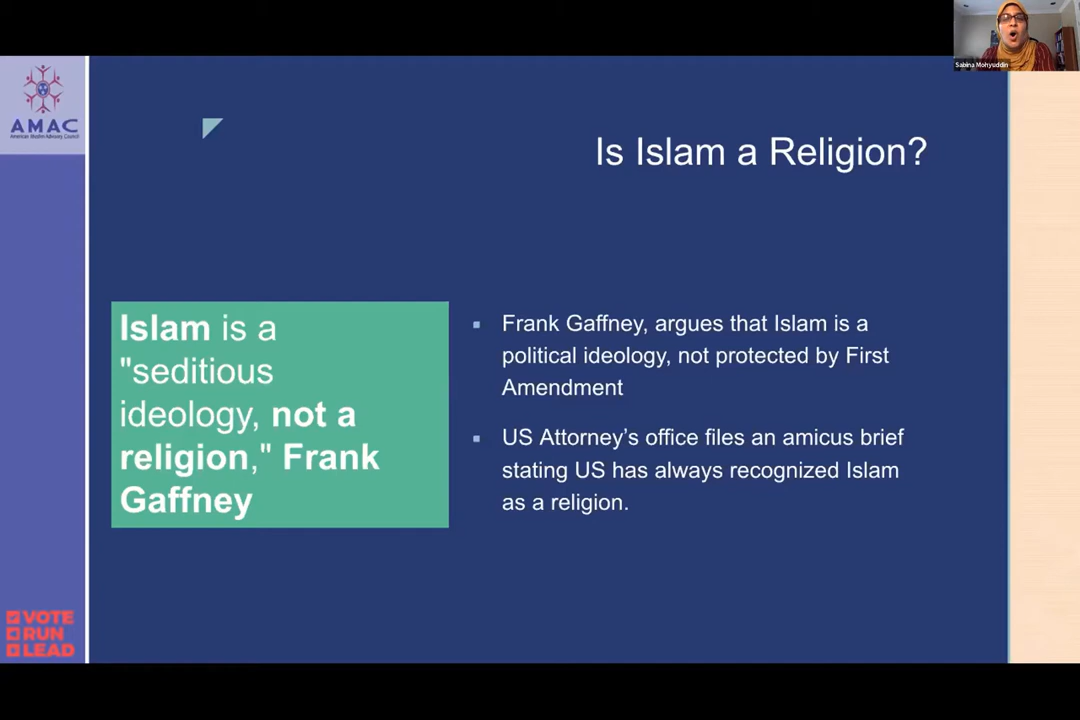 Sabina Mohyuddin
AMAC
American Muslim Advisory Council
Is Islam a Religion?
Islam is a
"seditious
ideology, not a
religion," Frank
Gaffney
Frank Gaffney, argues that Islam is a
political ideology, not protected by First
Amendment
US Attorney's office files an amicus brief
stating US has always recognized Islam
as a religion.
VOTE
RUN
LEAD